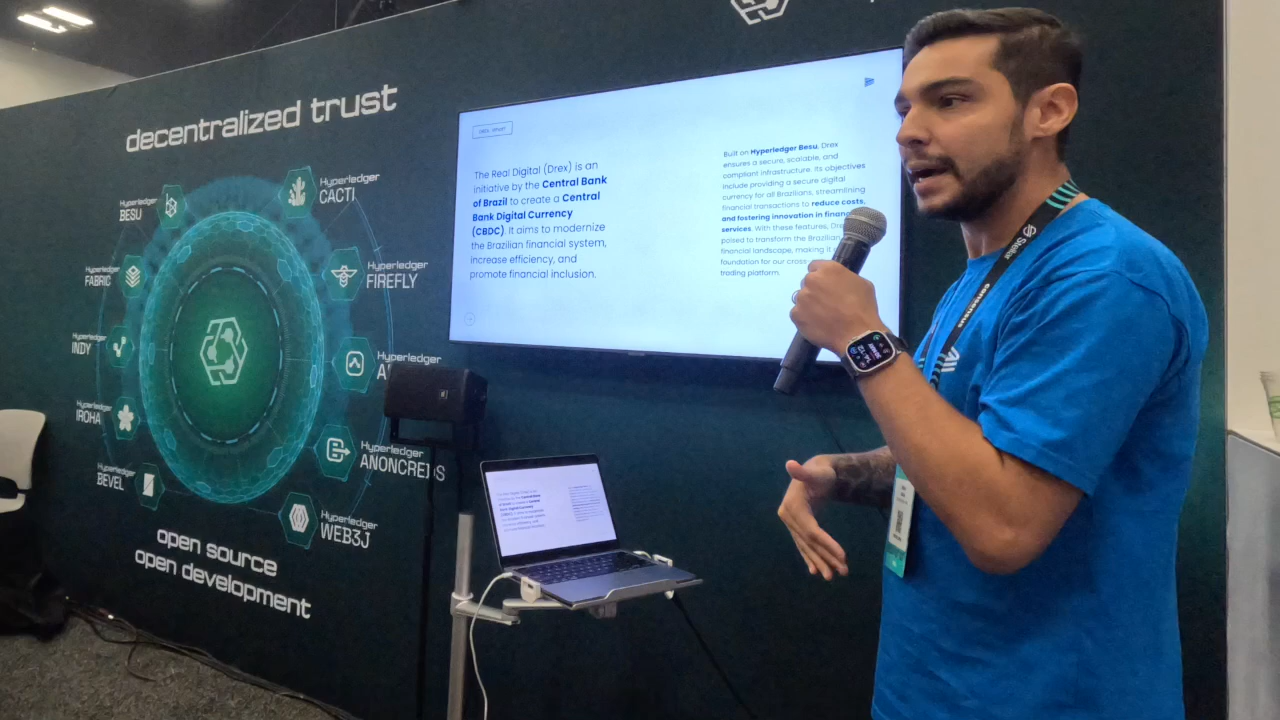 decentralized trust
Hyperledger
CACTI
Hyperledger
BESU
Hyperledger
FIREFLY
Hyperledger
FABRIC
Hyperledger
INDY
Hyperledger
Hyperledger
IROHA
Hyperledger
ANONCREDS
Hyperledger
BEVEL
Hyperledger
WEB3J
open source
open development
The Real Digital (Drex) is an
initiative by the Central Bank
of Brazil to create a Central
Bank Digital Currency
(CBDC). It aims to modernize
the Brazilian financial system,
increase efficiency, and
promote financial inclusion.
Built on Hyperledger Besu, Drex
ensures a secure, scalable, and
compliant infrastructure. Its objectives
include providing a secure digital
currency for all Brazilians, streamlining
financial transactions to reduce costs,
and fostering innovation in
services. With these features,
poised to transform the Brazilian
financial landscape, making it
foundation for our
trading platform.
Stellar
consensus